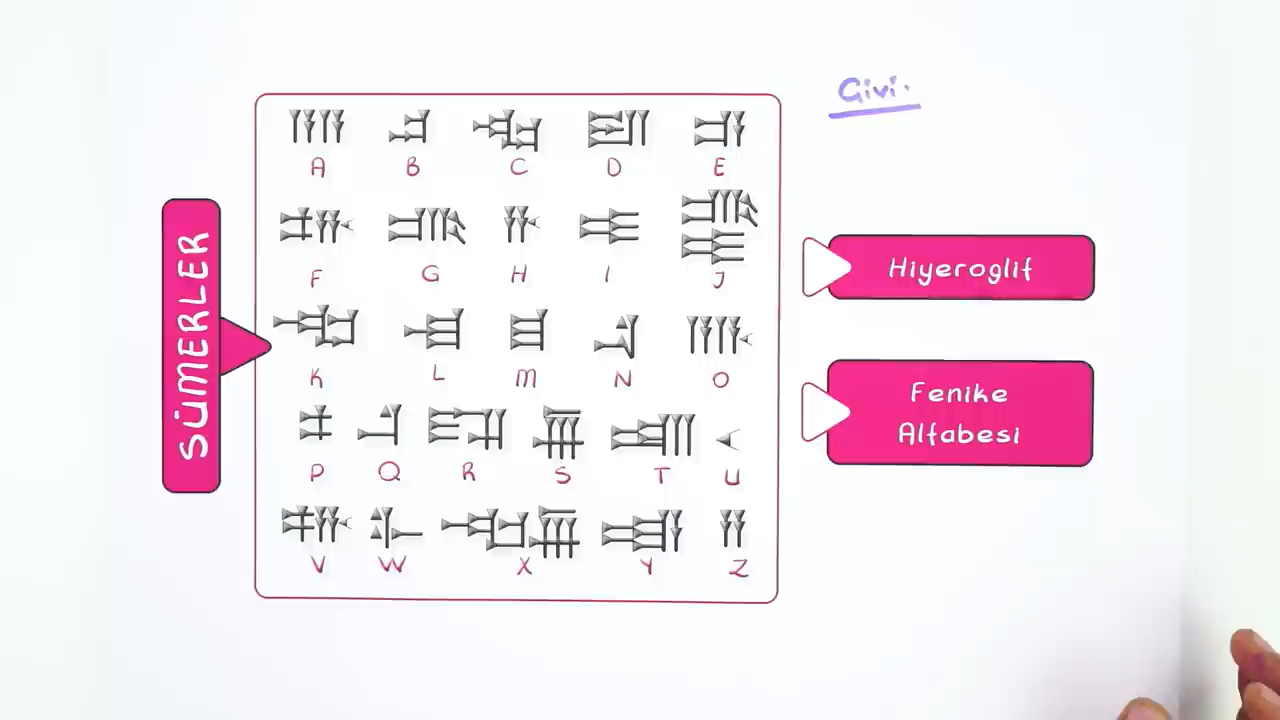 Çivi.
SÜMERLER
A B C D E
F G H I J
K L M N O
P Q R S T U
V W X Y Z
Hiyeroglif
Fenike
Alfabesi